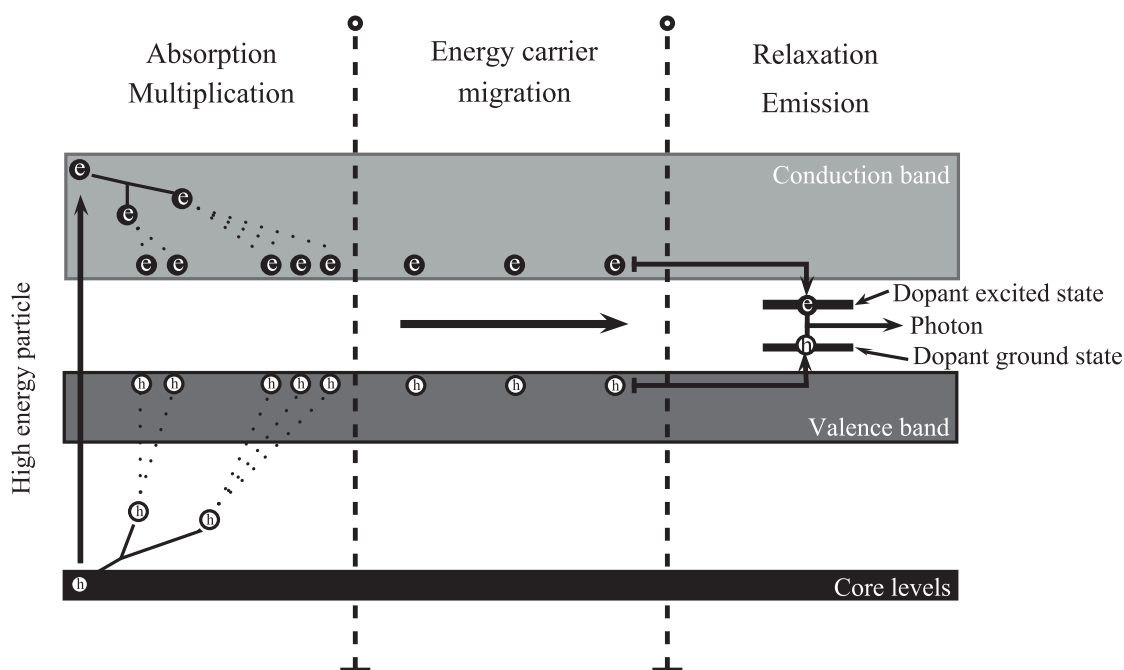 Absorption
Multiplication
Energy carrier
migration
Relaxation
Emission
Conduction band
e
e
e
e
e
e
e
e
e
e
e
High energy particle
Dopant excited state
e
Photon
h
Dopant ground state
h
h
h
h
h
h
h
h
Valence band
h
h
h
Core levels